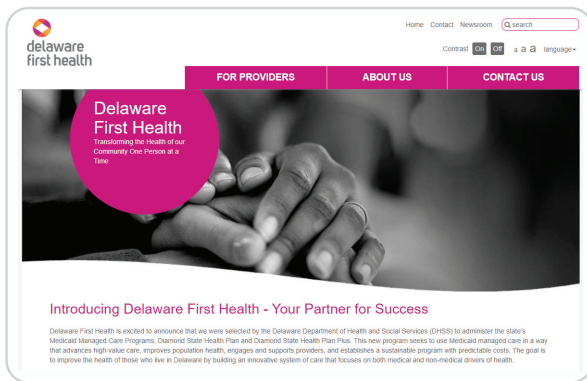 Home Contact Newsroom search
delaware
first health
Contrast On Off a a a language
FOR PROVIDERS ABOUT US CONTACT US
Delaware
First Health
Transforming the Health of our
Community One Person at a
Time
Introducing Delaware First Health - Your Partner for Success
Delaware First Health is excited to announce that we were selected by the Delaware Department of Health and Social Services (DHSS) to administer the state's
Medicaid Managed Care Programs, Diamond State Health Plan and Diamond State Health Plan Plus. This new program seeks to use Medicaid managed care in a way
that advances high-value care, improves population health, engages and supports providers, and establishes a sustainable program with predictable costs. The goal is
to improve the health of those who live in Delaware by building an innovative system of care that focuses on both medical and non-medical drivers of health.